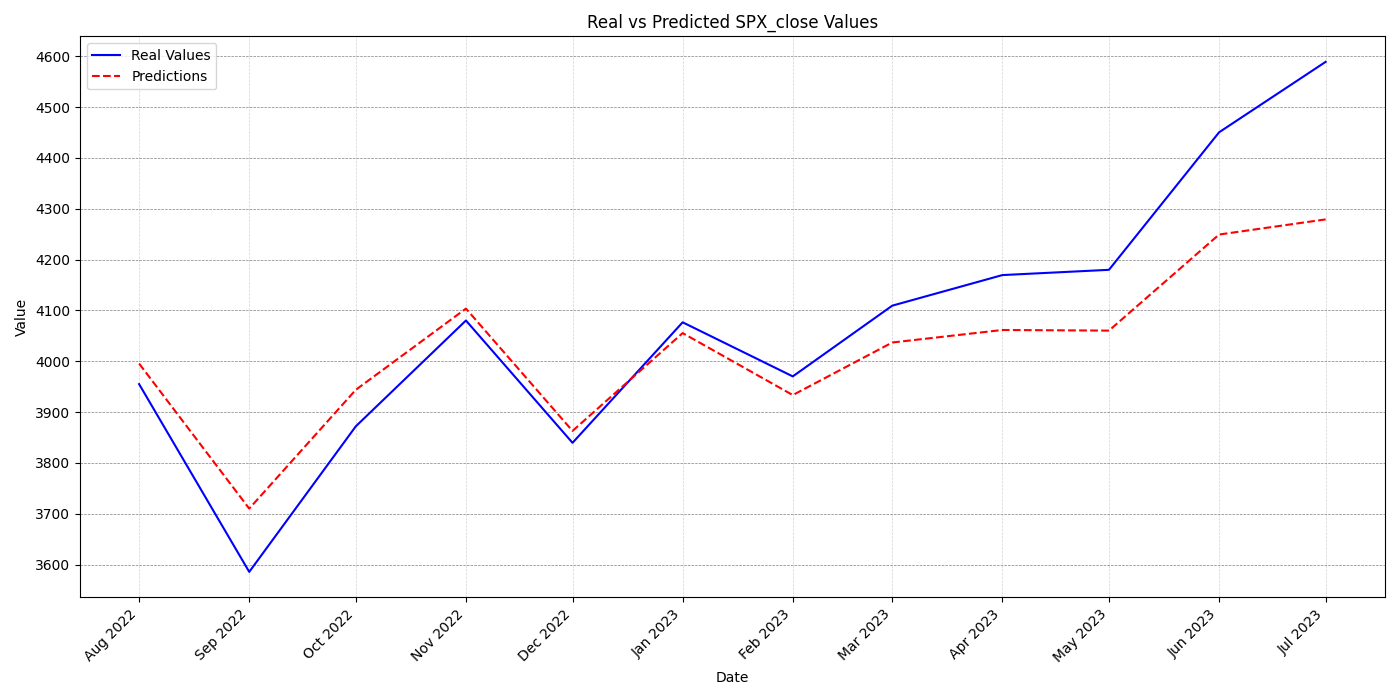 Real vs Predicted SPX_close Values
Real Values
Predictions
4600
4500
4400
4300
4200
4100
4000
3900
3800
3700
3600
Value
Aug 2022
Sep 2022
Oct 2022
Nov 2022
Dec 2022
Jan 2023
Feb 2023
Mar 2023
Apr 2023
May 2023
Jun 2023
Jul 2023
Date